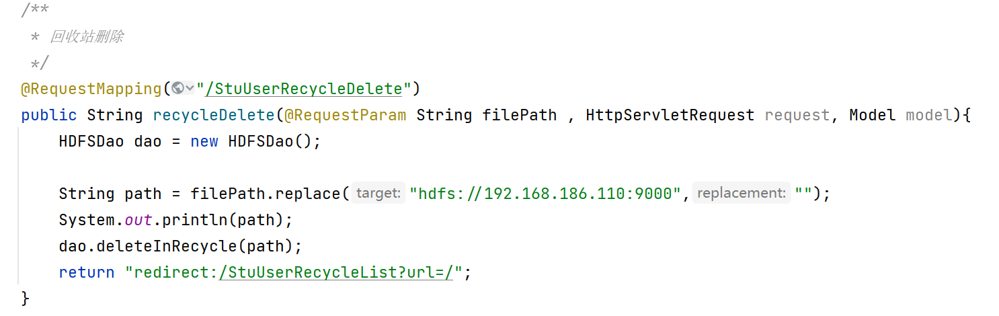 /**
 * 回收站删除
 */
@RequestMapping("/StuUserRecycleDelete")
public String recycleDelete(@RequestParam String filePath , HttpServletRequest request, Model model){
    HDFSDao dao = new HDFSDao();

    String path = filePath.replace( target: "hdfs://192.168.186.110:9000", replacement: "");
    System.out.println(path);
    dao.deleteInRecycle(path);
    return "redirect:/StuUserRecycleList?url=/";
}